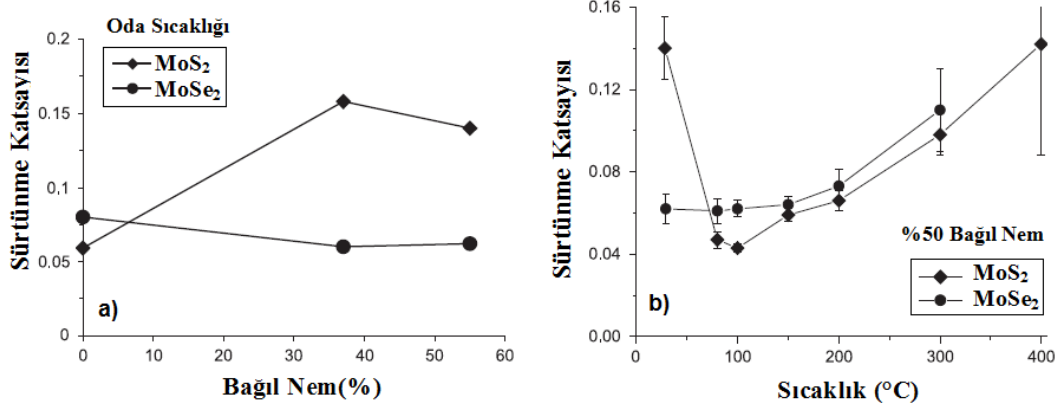 Oda Sıcaklığı
MoS2
MoSe2
Sürtünme Katsayısı
0.2
0.15
0.1
0.05
0
a)
0 10 20 30 40 50 60
Bağıl Nem(%)
Sürtünme Katsayısı
0.16
0.12
0.08
0.04
0.00
b)
%50 Bağıl Nem
MoS2
MoSe2
0 100 200 300 400
Sıcaklık (°C)